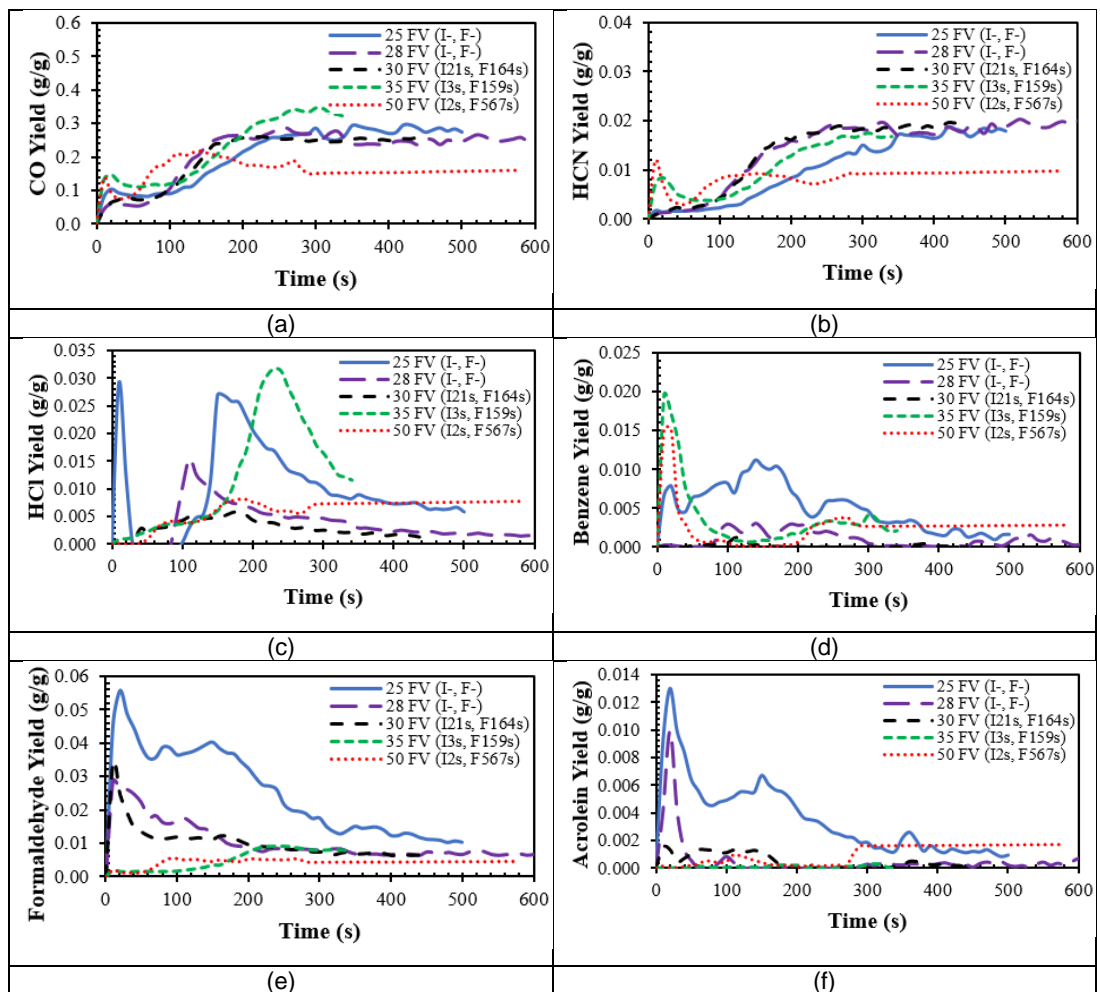 CO Yield (g/g)
0.6
0.5
0.4
0.3
0.2
0.1
0.0
25 FV (I-, F-)
28 FV (I-, F-)
30 FV (I21s, F164s)
35 FV (I3s, F159s)
50 FV (I2s, F567s)
0 100 200 300 400 500 600
Time (s)
HCN Yield (g/g)
0.04
0.03
0.02
0.01
0.00
25 FV (I-, F-)
28 FV (I-, F-)
30 FV (I21s, F164s)
35 FV (I3s, F159s)
50 FV (I2s, F567s)
0 100 200 300 400 500 600
Time (s)
(a)
(b)
HCl Yield (g/g)
0.035
0.030
0.025
0.020
0.015
0.010
0.005
0.000
25 FV (I-, F-)
28 FV (I-, F-)
30 FV (I21s, F164s)
35 FV (I3s, F159s)
50 FV (I2s, F567s)
0 100 200 300 400 500 600
Time (s)
Benzene Yield (g/g)
0.025
0.020
0.015
0.010
0.005
0.000
25 FV (I-, F-)
28 FV (I-, F-)
30 FV (I21s, F164s)
35 FV (I3s, F159s)
50 FV (I2s, F567s)
0 100 200 300 400 500 600
Time (s)
(c)
(d)
Formaldehyde Yield (g/g)
0.06
0.05
0.04
0.03
0.02
0.01
0.00
25 FV (I-, F-)
28 FV (I-, F-)
30 FV (I21s, F164s)
35 FV (I3s, F159s)
50 FV (I2s, F567s)
0 100 200 300 400 500 600
Time (s)
Acrolein Yield (g/g)
0.014
0.012
0.010
0.008
0.006
0.004
0.002
0.000
25 FV (I-, F-)
28 FV (I-, F-)
30 FV (I21s, F164s)
35 FV (I3s, F159s)
50 FV (I2s, F567s)
0 100 200 300 400 500 600
Time (s)
(e)
(f)